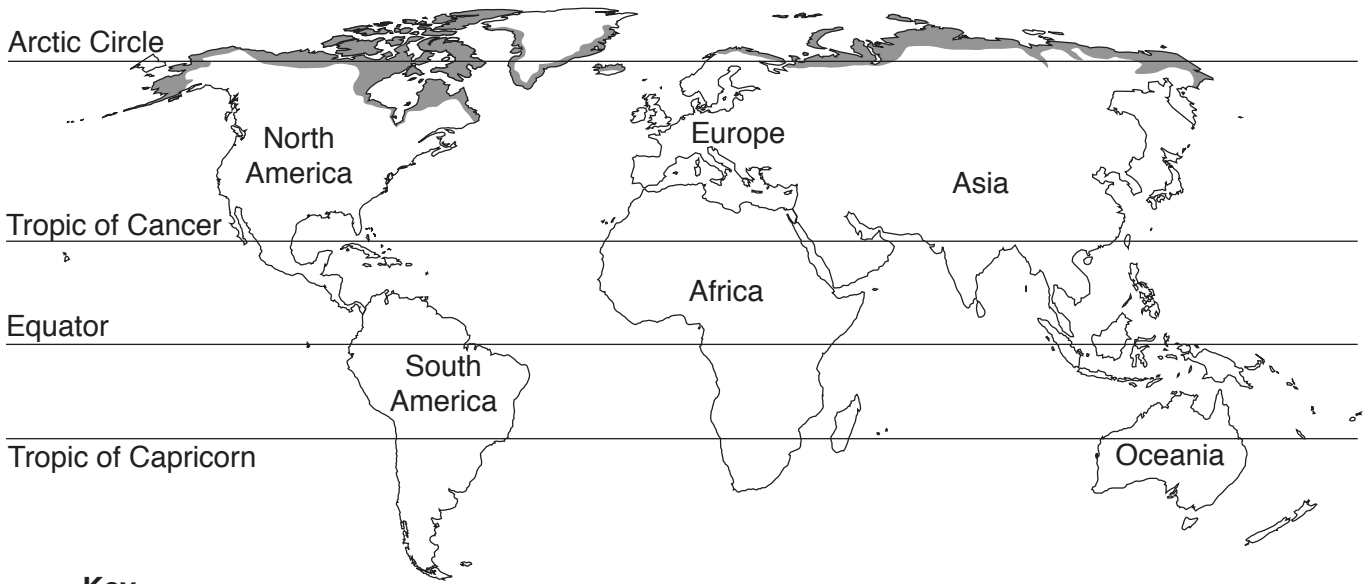 Arctic Circle
North
America
Europe
Asia
Tropic of Cancer
Africa
Equator
South
America
Tropic of Capricorn
Oceania
Key